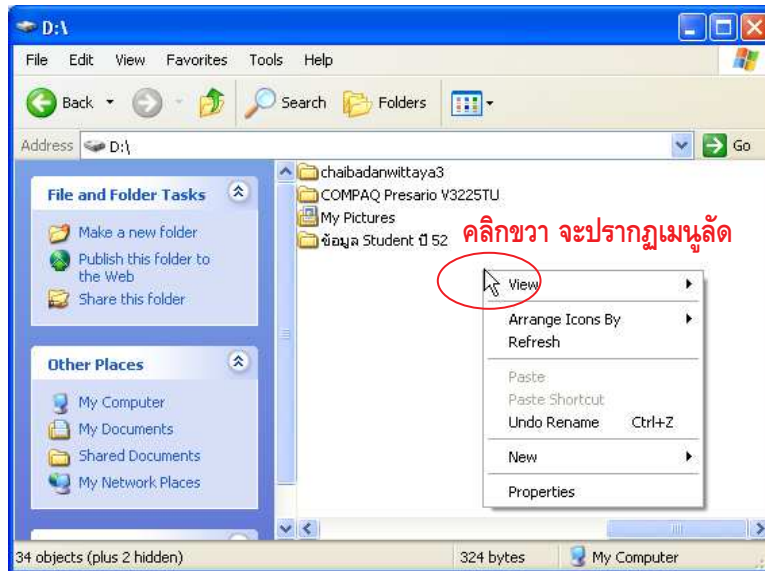 D:\
File Edit View Favorites Tools Help
Back Search Folders
Address D:\ Go
File and Folder Tasks
Make a new folder
Publish this folder to
the Web
Share this folder
Other Places
My Computer
My Documents
Shared Documents
My Network Places
chaibadanwittaya3
COMPAQ Presario V3225TU
My Pictures
ข้อมูล Student ปี 52
คลิกขวา จะปรากฏเมนูลัด
View
Arrange Icons By
Refresh
Paste
Paste Shortcut
Undo Rename Ctrl+Z
New
Properties
34 objects (plus 2 hidden) 324 bytes My Computer